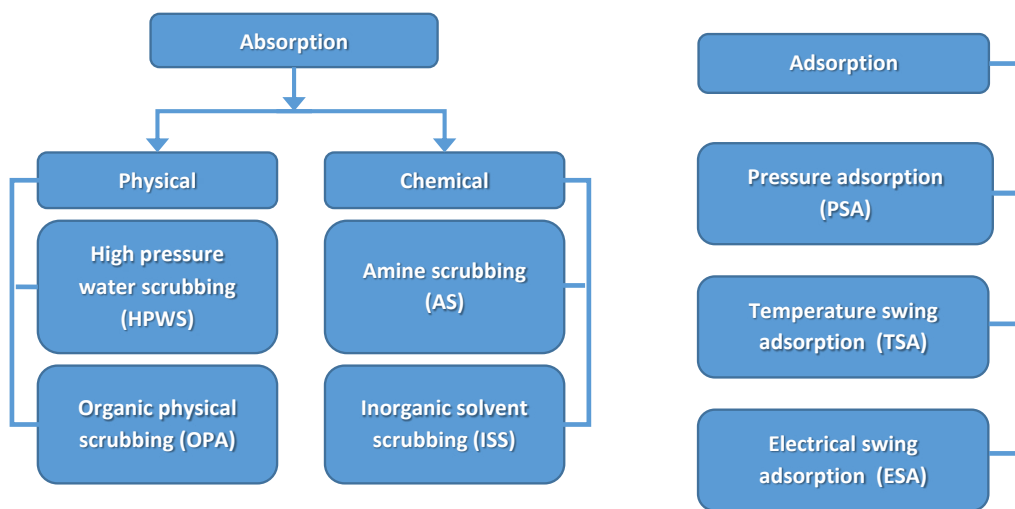 Absorption
Physical
High pressure
water scrubbing
(HPWS)
Organic physical
scrubbing (OPA)
Chemical
Amine scrubbing
(AS)
Inorganic solvent
scrubbing (ISS)
Adsorption
Pressure adsorption
(PSA)
Temperature swing
adsorption (TSA)
Electrical swing
adsorption (ESA)